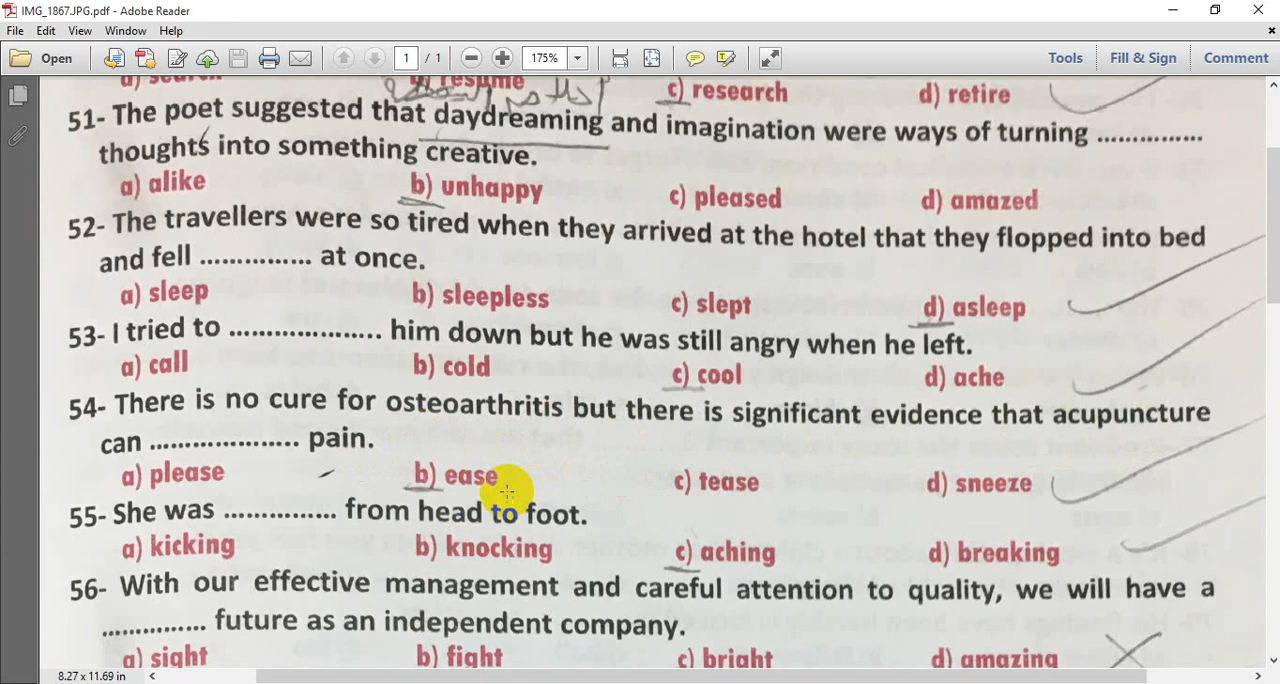 IMG_1867.JPG.pdf - Adobe Reader
File Edit View Window Help
Open 1 / 1 175% Tools Fill & Sign Comment
b) resume c) research d) retire
51- The poet suggested that daydreaming and imagination were ways of turning ...............
thoughts into something creative.
a) alike b) unhappy c) pleased d) amazed
52- The travellers were so tired when they arrived at the hotel that they flopped into bed
and fell ............... at once.
a) sleep b) sleepless c) slept d) asleep
53- I tried to .................... him down but he was still angry when he left.
a) call b) cold c) cool d) ache
54- There is no cure for osteoarthritis but there is significant evidence that acupuncture
can .................... pain.
a) please b) ease c) tease d) sneeze
55- She was ............... from head to foot.
a) kicking b) knocking c) aching d) breaking
56- With our effective management and careful attention to quality, we will have a
.............. future as an independent company.
a) sight b) fight c) bright d) amazing
8.27 x 11.69 in